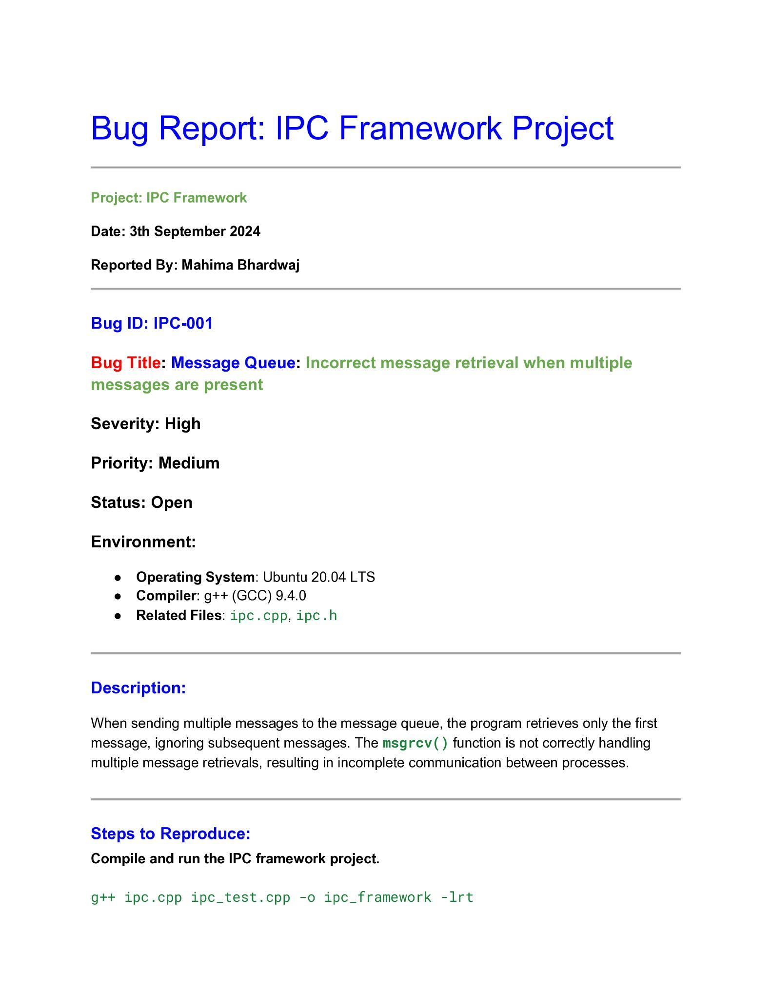 Bug Report: IPC Framework Project
Project: IPC Framework
Date: 3th September 2024
Reported By: Mahima Bhardwaj
Bug ID: IPC-001
Bug Title: Message Queue: Incorrect message retrieval when multiple
messages are present
Severity: High
Priority: Medium
Status: Open
Environment:
● Operating System: Ubuntu 20.04 LTS
● Compiler: g++ (GCC) 9.4.0
● Related Files: ipc.cpp, ipc.h
Description:
When sending multiple messages to the message queue, the program retrieves only the first
message, ignoring subsequent messages. The msgrcv() function is not correctly handling
multiple message retrievals, resulting in incomplete communication between processes.
Steps to Reproduce:
Compile and run the IPC framework project.
g++ ipc.cpp ipc_test.cpp -o ipc_framework -lrt